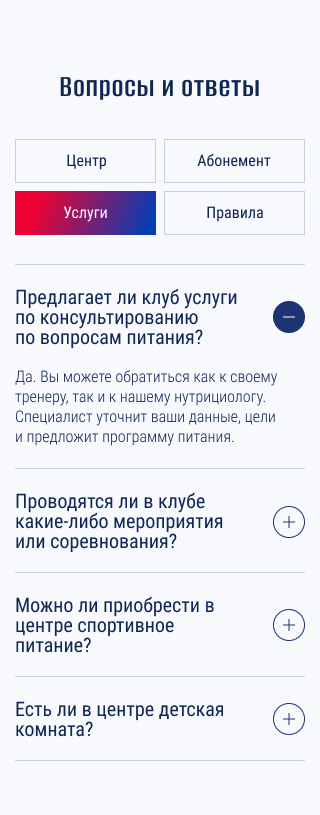 Вопросы и ответы
Центр
Абонемент
Услуги
Правила
Предлагает ли клуб услуги
по консультированию
по вопросам питания?
Да. Вы можете обратиться как к своему
тренеру, так и к нашему нутрициологу.
Специалист уточнит ваши данные, цели
и предложит программу питания.
Проводятся ли в клубе
какие-либо мероприятия
или соревнования?
Можно ли приобрести в
центре спортивное
питание?
Есть ли в центре детская
комната?